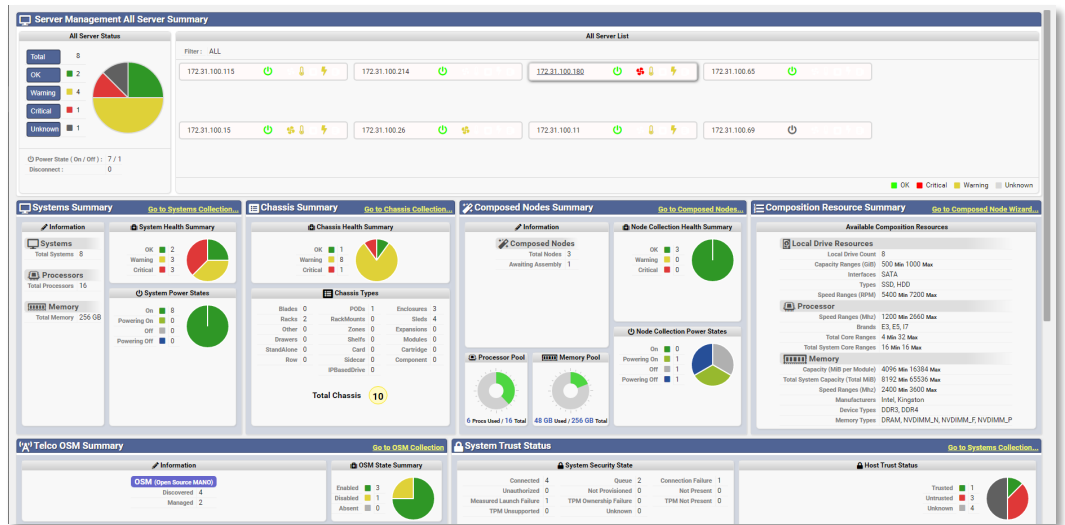 Server Management All Server Summary
All Server Status
All Server List
Total 8
OK 2
Warning 4
Critical 1
Unknown 1
Power State ( On / Off ) : 7 / 1
Disconnect : 0
Filter : ALL
172.31.100.115
172.31.100.214
172.31.100.180
172.31.100.65
172.31.100.15
172.31.100.26
172.31.100.11
172.31.100.69
OK Critical Warning Unknown
Systems Summary Go to Systems Collection...
Information
Systems
Total Systems 8
Processors
Total Processors 16
Memory
Total Memory 256 GB
System Health Summary
OK 2
Warning 3
Critical 3
System Power States
On 8
Powering On 0
Off 0
Powering Off 0
Chassis Summary Go to Chassis Collection...
Chassis Health Summary
OK 1
Warning 8
Critical 1
Chassis Types
Blades 0 PODs 1 Enclosures 3
Racks 2 RackMounts 0 Sleds 4
Other 0 Zones 0 Expansions 0
Drawers 0 Shelfs 0 Modules 0
StandAlone 0 Card 0 Cartridge 0
Row 0 Sidecar 0 Component 0
IPBasedDrive 0
Total Chassis 10
Composed Nodes Summary Go to Composed Nodes...
Information
Composed Nodes
Total Nodes 3
Awaiting Assembly 1
Processor Pool
6 Procs Used / 16 Total
Memory Pool
48 GB Used / 256 GB Total
Node Collection Health Summary
OK 3
Warning 0
Critical 0
Node Collection Power States
On 0
Powering On 1
Off 1
Powering Off 1
Composition Resource Summary Go to Composed Node Wizard...
Available Composition Resources
Local Drive Resources
Local Drive Count 8
Capacity Ranges (GiB) 500 Min 1000 Max
Interfaces SATA
Types SSD, HDD
Speed Ranges (RPM) 5400 Min 7200 Max
Processor
Speed Ranges (Mhz) 1200 Min 2660 Max
Brands E3, E5, I7
Total Core Ranges 4 Min 32 Max
Total System Core Ranges 16 Min 16 Max
Memory
Capacity (MiB per Module) 4096 Min 16384 Max
Total System Capacity (Total MiB) 8192 Min 65536 Max
Speed Ranges (Mhz) 2400 Min 3600 Max
Manufacturers Intel, Kingston
Device Types DDR3, DDR4
Memory Types DRAM, NVDIMM_N, NVDIMM_F, NVDIMM_P
Telco OSM Summary Go to OSM Collection
Information
OSM (Open Source MANO)
Discovered 4
Managed 2
OSM State Summary
Enabled 3
Disabled 1
Absent 0
System Trust Status Go to Systems Collection...
System Security State
Connected 4 Queue 2 Connection Failure 1
Unauthorized 0 Not Provisioned 0 Not Present 0
Measured Launch Failure 1 TPM Ownership Failure 0 TPM Not Present 0
TPM Unsupported 0 Unknown 0
Host Trust Status
Trusted 1
Untrusted 3
Unknown 4